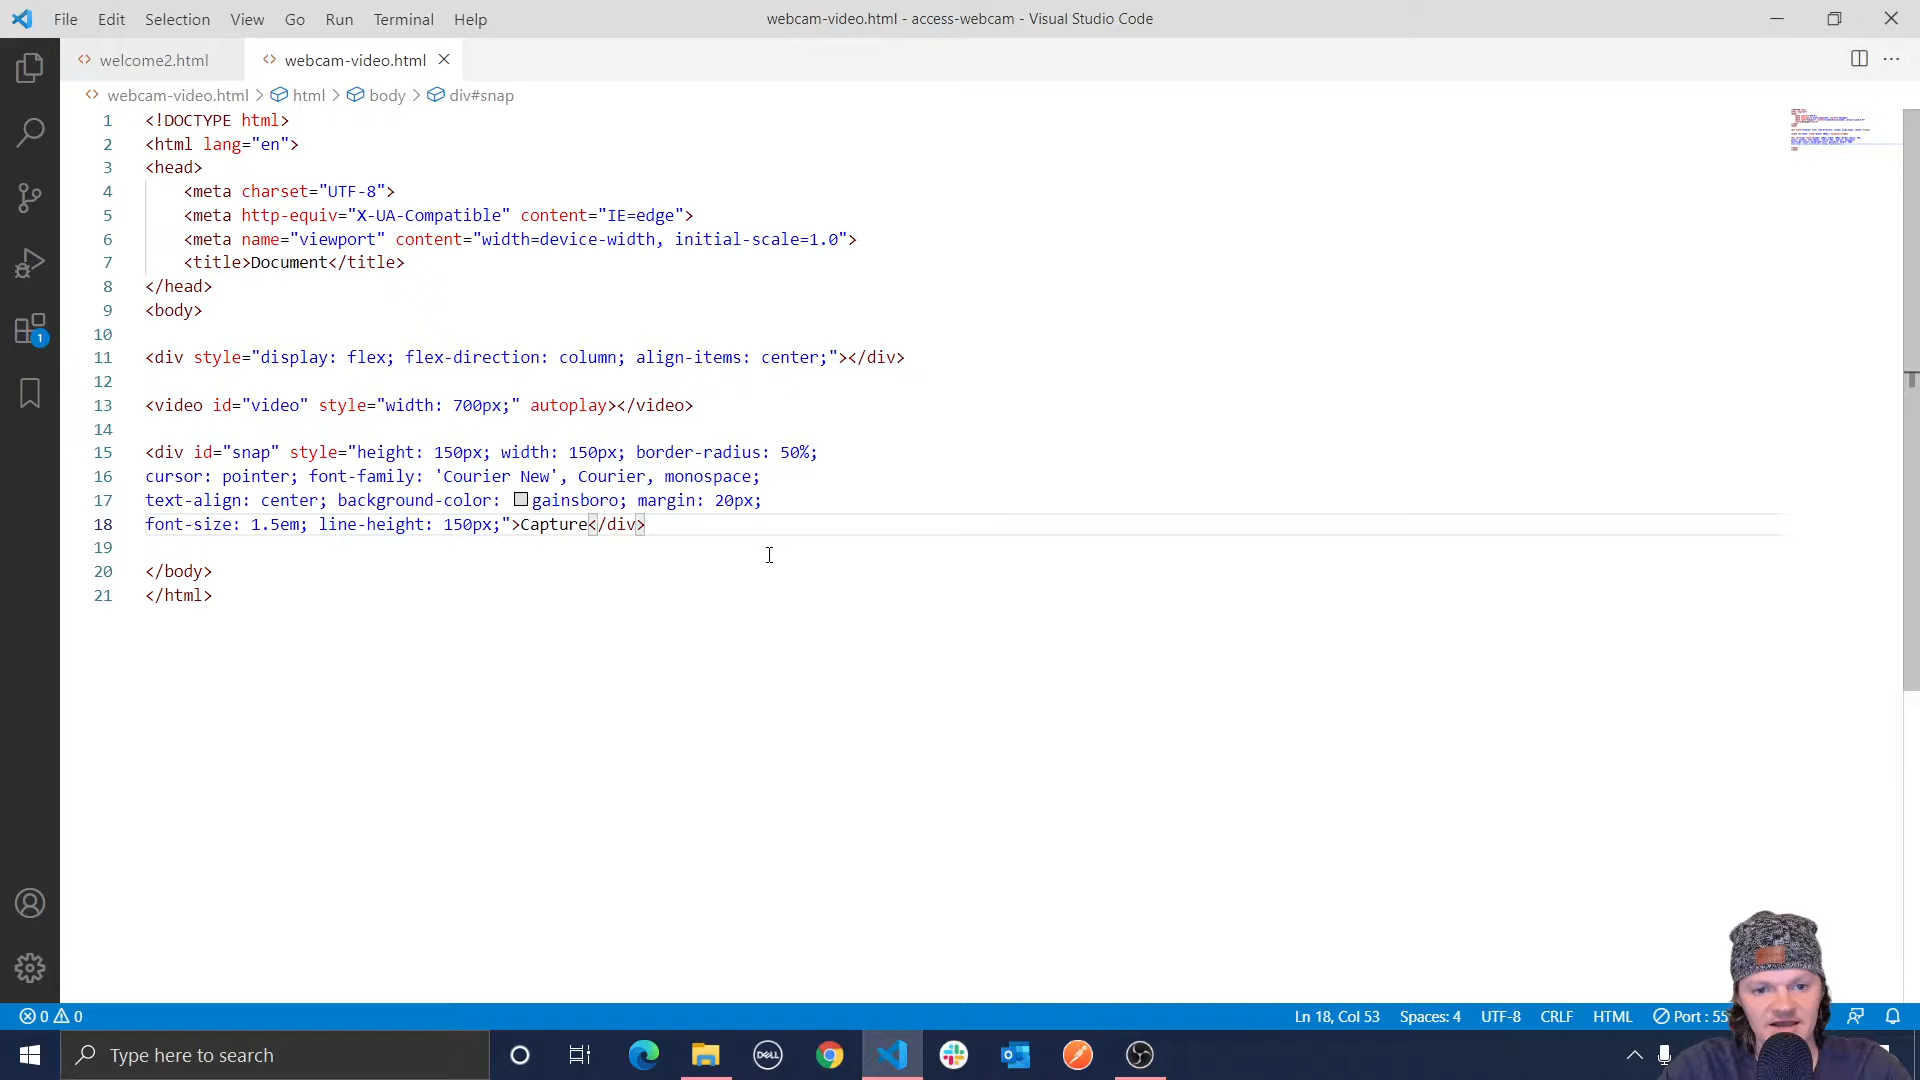 File Edit Selection View Go Run Terminal Help
webcam-video.html - access-webcam - Visual Studio Code
welcome2.html
webcam-video.html
webcam-video.html > html > body > div#snap
1 <!DOCTYPE html>
2 <html lang="en">
3 <head>
4 <meta charset="UTF-8">
5 <meta http-equiv="X-UA-Compatible" content="IE=edge">
6 <meta name="viewport" content="width=device-width, initial-scale=1.0">
7 <title>Document</title>
8 </head>
9 <body>
10
11 <div style="display: flex; flex-direction: column; align-items: center;"></div>
12
13 <video id="video" style="width: 700px;" autoplay></video>
14
15 <div id="snap" style="height: 150px; width: 150px; border-radius: 50%;
16 cursor: pointer; font-family: 'Courier New', Courier, monospace;
17 text-align: center; background-color: gainsboro; margin: 20px;
18 font-size: 1.5em; line-height: 150px;">Capture</div>
19
20 </body>
21 </html>
1
0 0
Ln 18, Col 53
Spaces: 4
UTF-8
CRLF
HTML
Port : 55
Type here to search
DELL